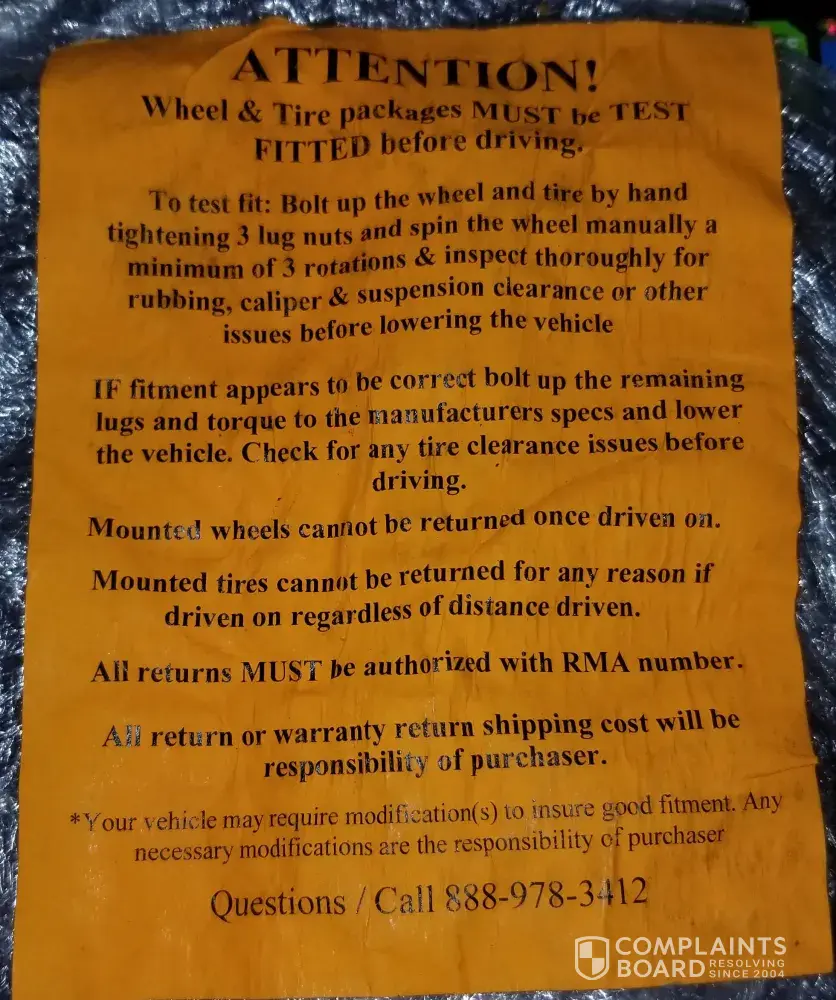 ATTENTION!
Wheel & Tire packages MUST be TEST
FITTED before driving.
To test fit: Bolt up the wheel and tire by hand
tightening 3 lug nuts and spin the wheel manually a
minimum of 3 rotations & inspect thoroughly for
rubbing, caliper & suspension clearance or other
issues before lowering the vehicle
IF fitment appears to be correct bolt up the remaining
lugs and torque to the manufacturers specs and lower
the vehicle. Check for any tire clearance issues before
driving.
Mounted wheels cannot be returned once driven on.
Mounted tires cannot be returned for any reason if
driven on regardless of distance driven.
All returns MUST be authorized with RMA number.
All return or warranty return shipping cost will be
responsibility of purchaser.
*Your vehicle may require modification(s) to insure good fitment. Any
necessary modifications are the responsibility of purchaser
Questions / Call 888-978-3412
COMPLAINTS
BOARD RESOLVING
SINCE 2004